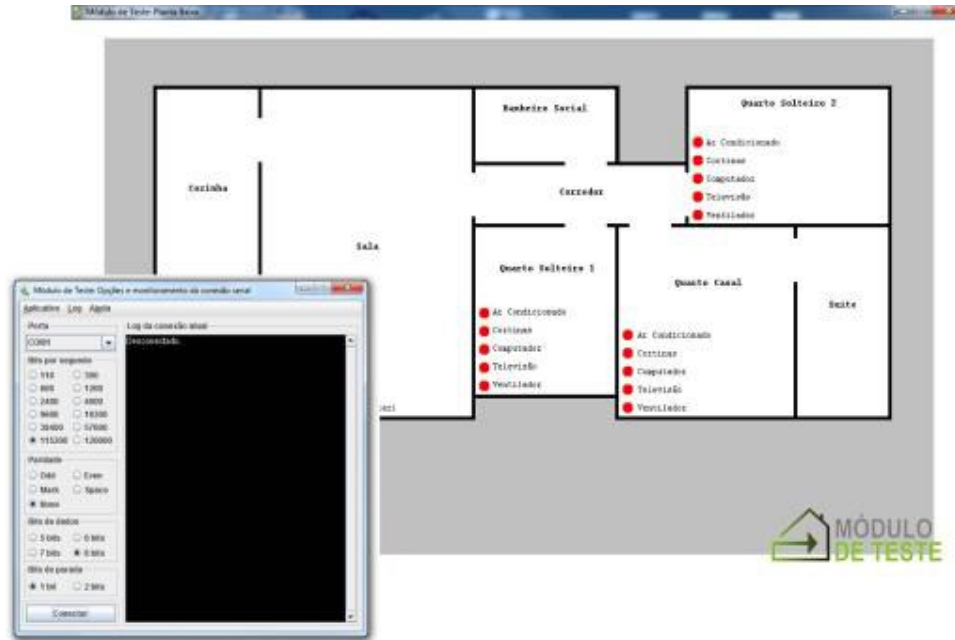 Módulo de Teste Planta Baixa
Banheiro Social
Quarto Solteiro 2
Ar Condicionado
Cortinas
Computador
Televisão
Ventilador
Cozinha
Corredor
Sala
Quarto Solteiro 1
Ar Condicionado
Cortinas
Computador
Televisão
Ventilador
Quarto Casal
Ar Condicionado
Cortinas
Computador
Televisão
Ventilador
Suite
Módulo de Teste Opções e monitoramento da conexão serial
Aplicativo Log Ajuda
Porta
COM1
Bits por segundo
110 300
600 1200
2400 4800
9600 19200
38400 57600
115200 128000
Paridade
Odd Even
Mark Space
None
Bits de dados
5 bits 6 bits
7 bits 8 bits
Bits de parada
1 bit 2 bits
Conectar
Log da conexão atual
Desconectado.
MÓDULO
DE TESTE